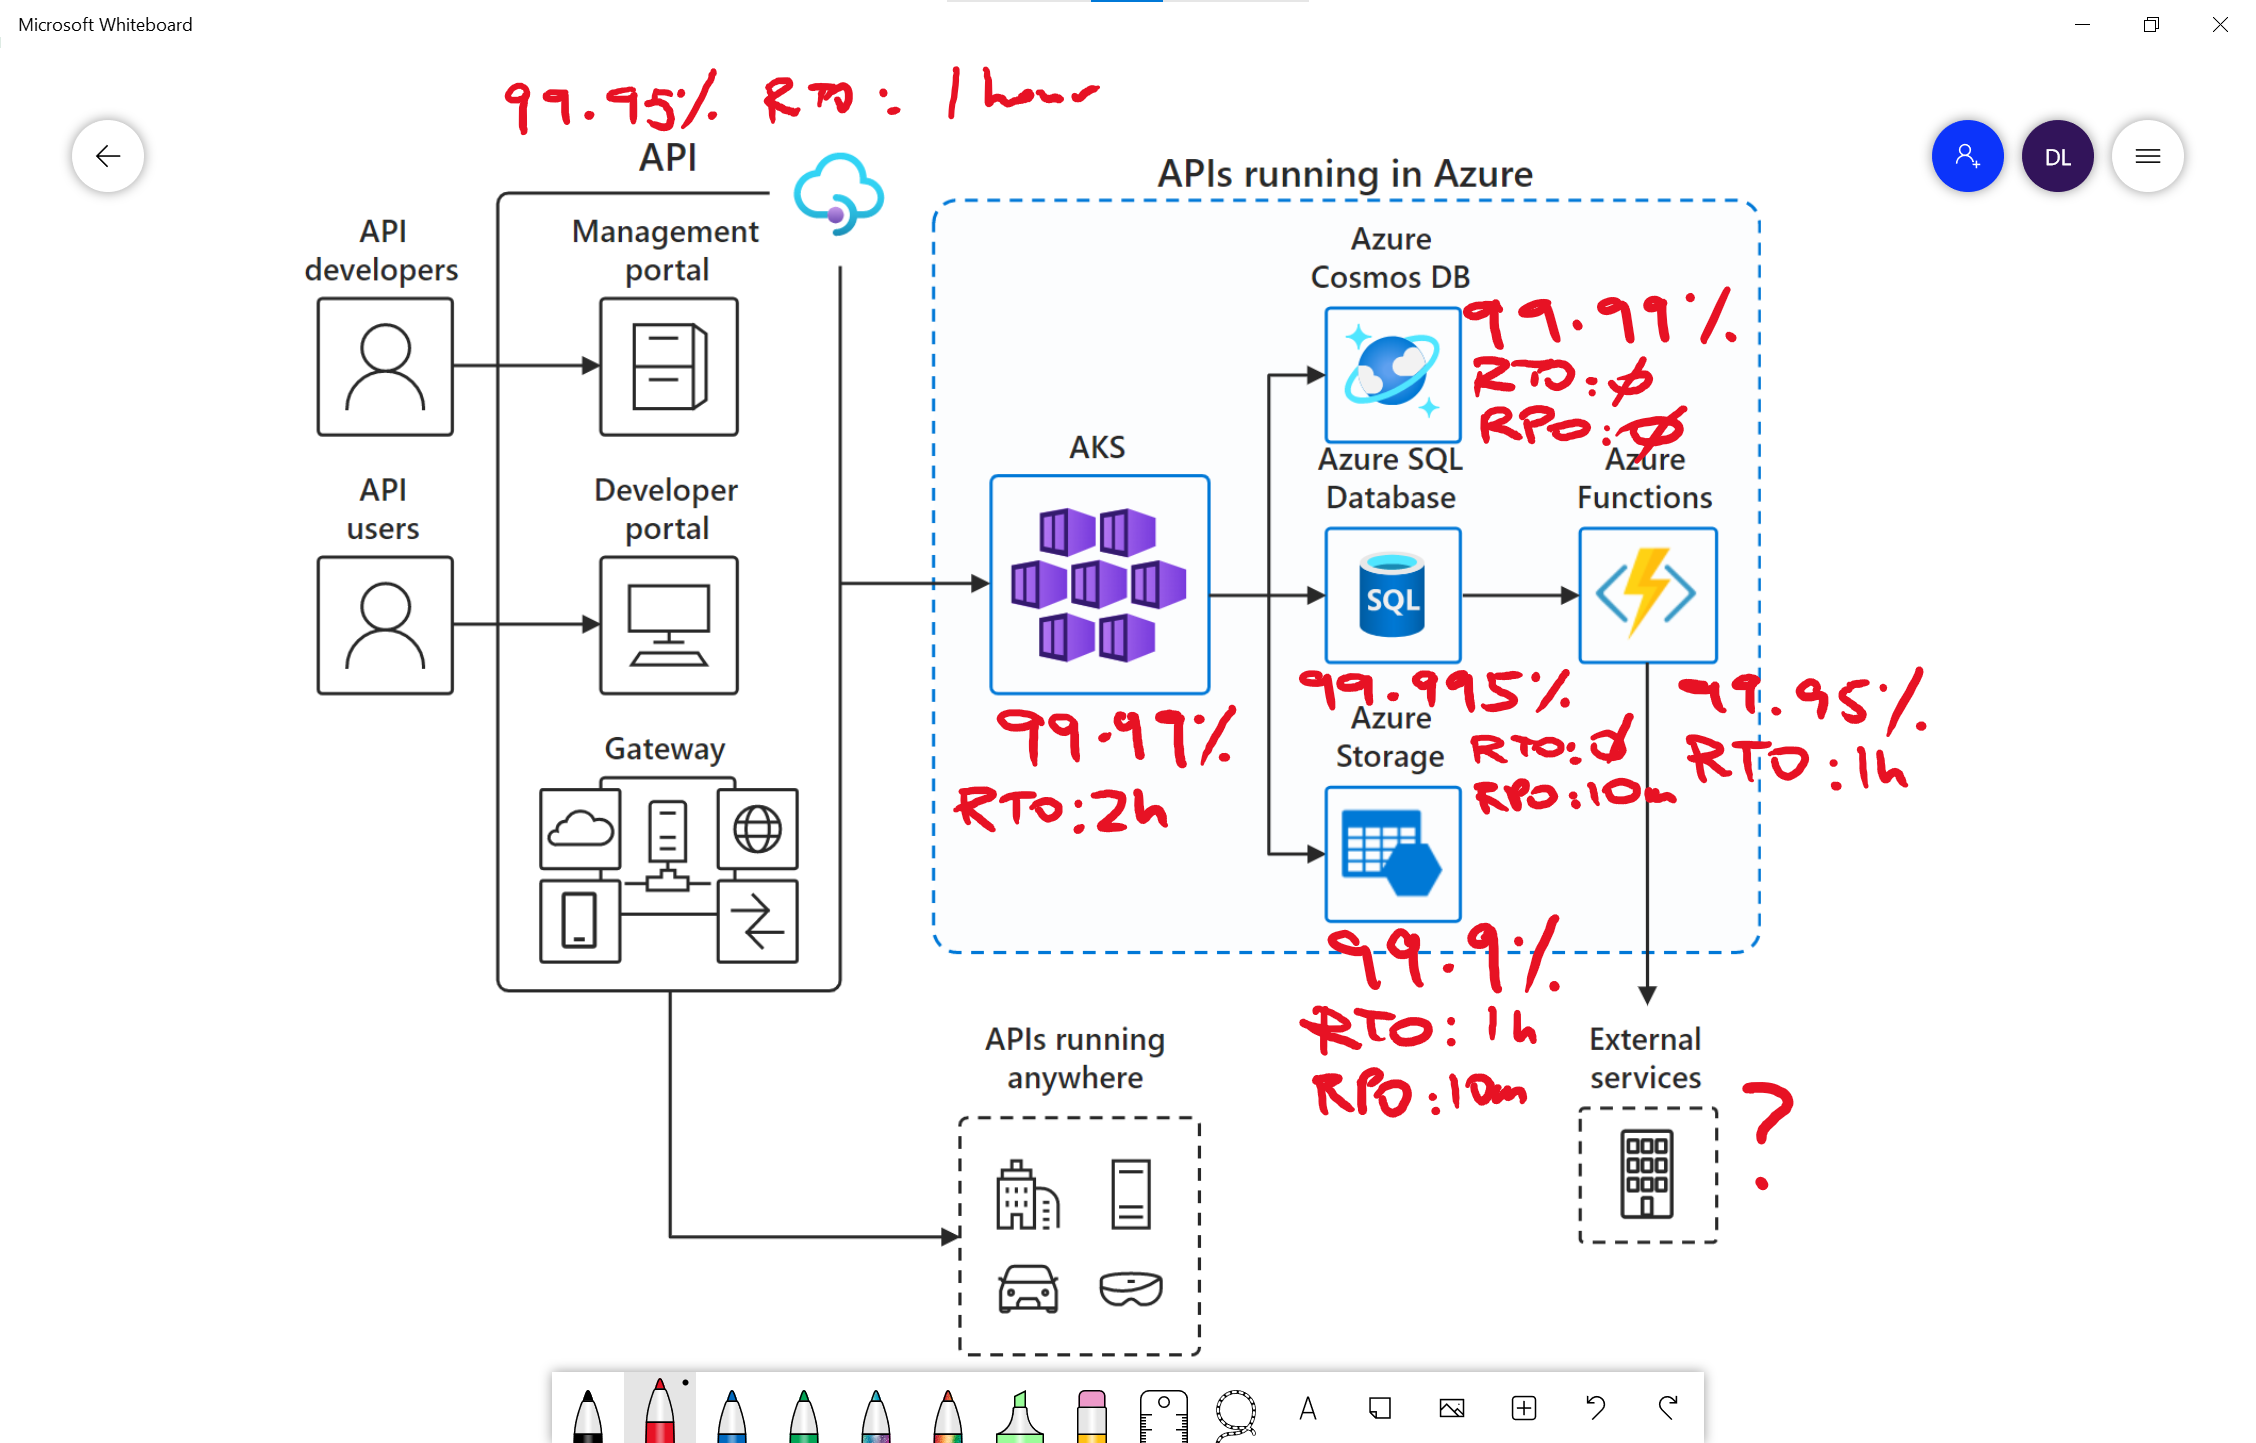 Microsoft Whiteboard
99.95% RTO: 1 hour
API
APIs running in Azure
DL
API
developers
Management
portal
Azure
Cosmos DB
99.99%
RTO: 0
RPO: 0
AKS
Azure SQL
Database
Azure
Functions
API
users
Developer
portal
SQL
99.995%
RTO: 0
RPO: 10m
99.95%
RTO: 1h
99.99%
RTO: 2h
Gateway
Azure
Storage
99.9%
RTO: 1h
RPO: 10m
APIs running
anywhere
External
services
?
A